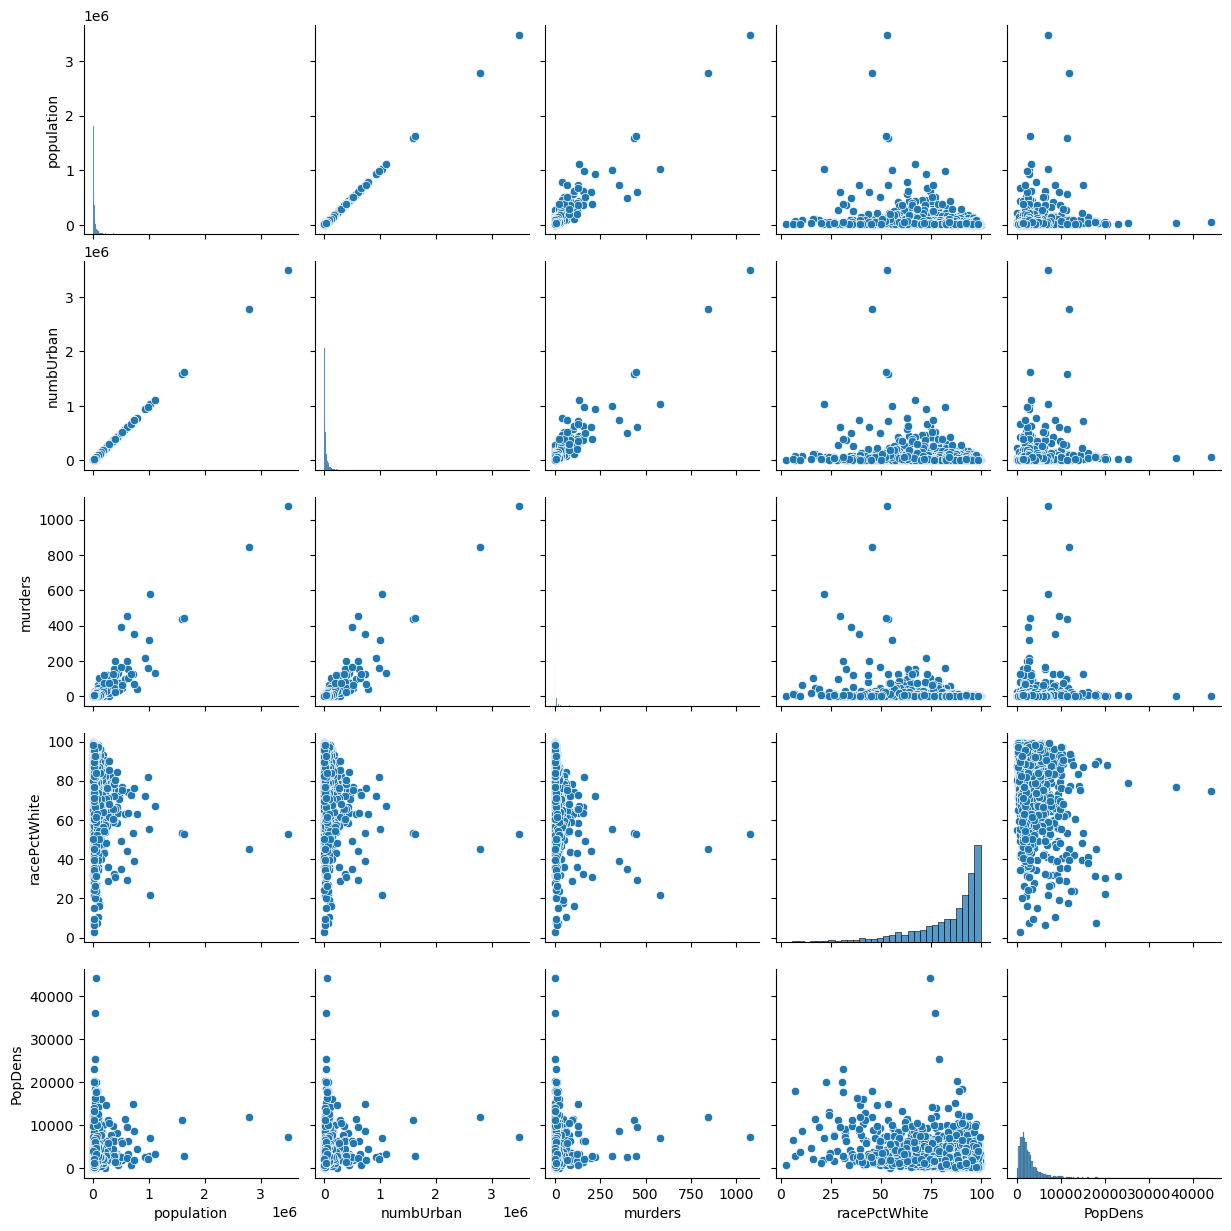 1e6
3
2
1
0
population
1e6
3
2
1
0
numbUrban
1000
800
600
400
200
0
murders
100
80
60
40
20
0
racePctWhite
40000
30000
20000
10000
0
PopDens
0 1 2 3 0 1 2 3 0 250 500 750 1000 0 25 50 75 100 0 10000 20000 30000 40000
population 1e6 numbUrban 1e6 murders racePctWhite PopDens